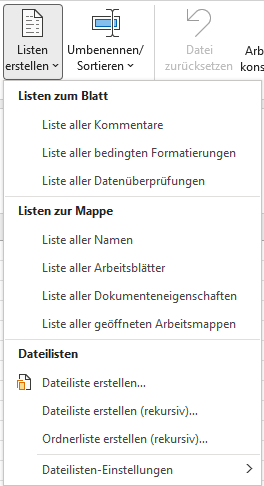 Listen
erstellen
Umbenennen/
Sortieren
Datei
zurücksetzen
Arb
kons
Listen zum Blatt
Liste aller Kommentare
Liste aller bedingten Formatierungen
Liste aller Datenüberprüfungen
Listen zur Mappe
Liste aller Namen
Liste aller Arbeitsblätter
Liste aller Dokumenteneigenschaften
Liste aller geöffneten Arbeitsmappen
Dateilisten
Dateiliste erstellen...
Dateiliste erstellen (rekursiv)...
Ordnerliste erstellen (rekursiv)...
Dateilisten-Einstellungen